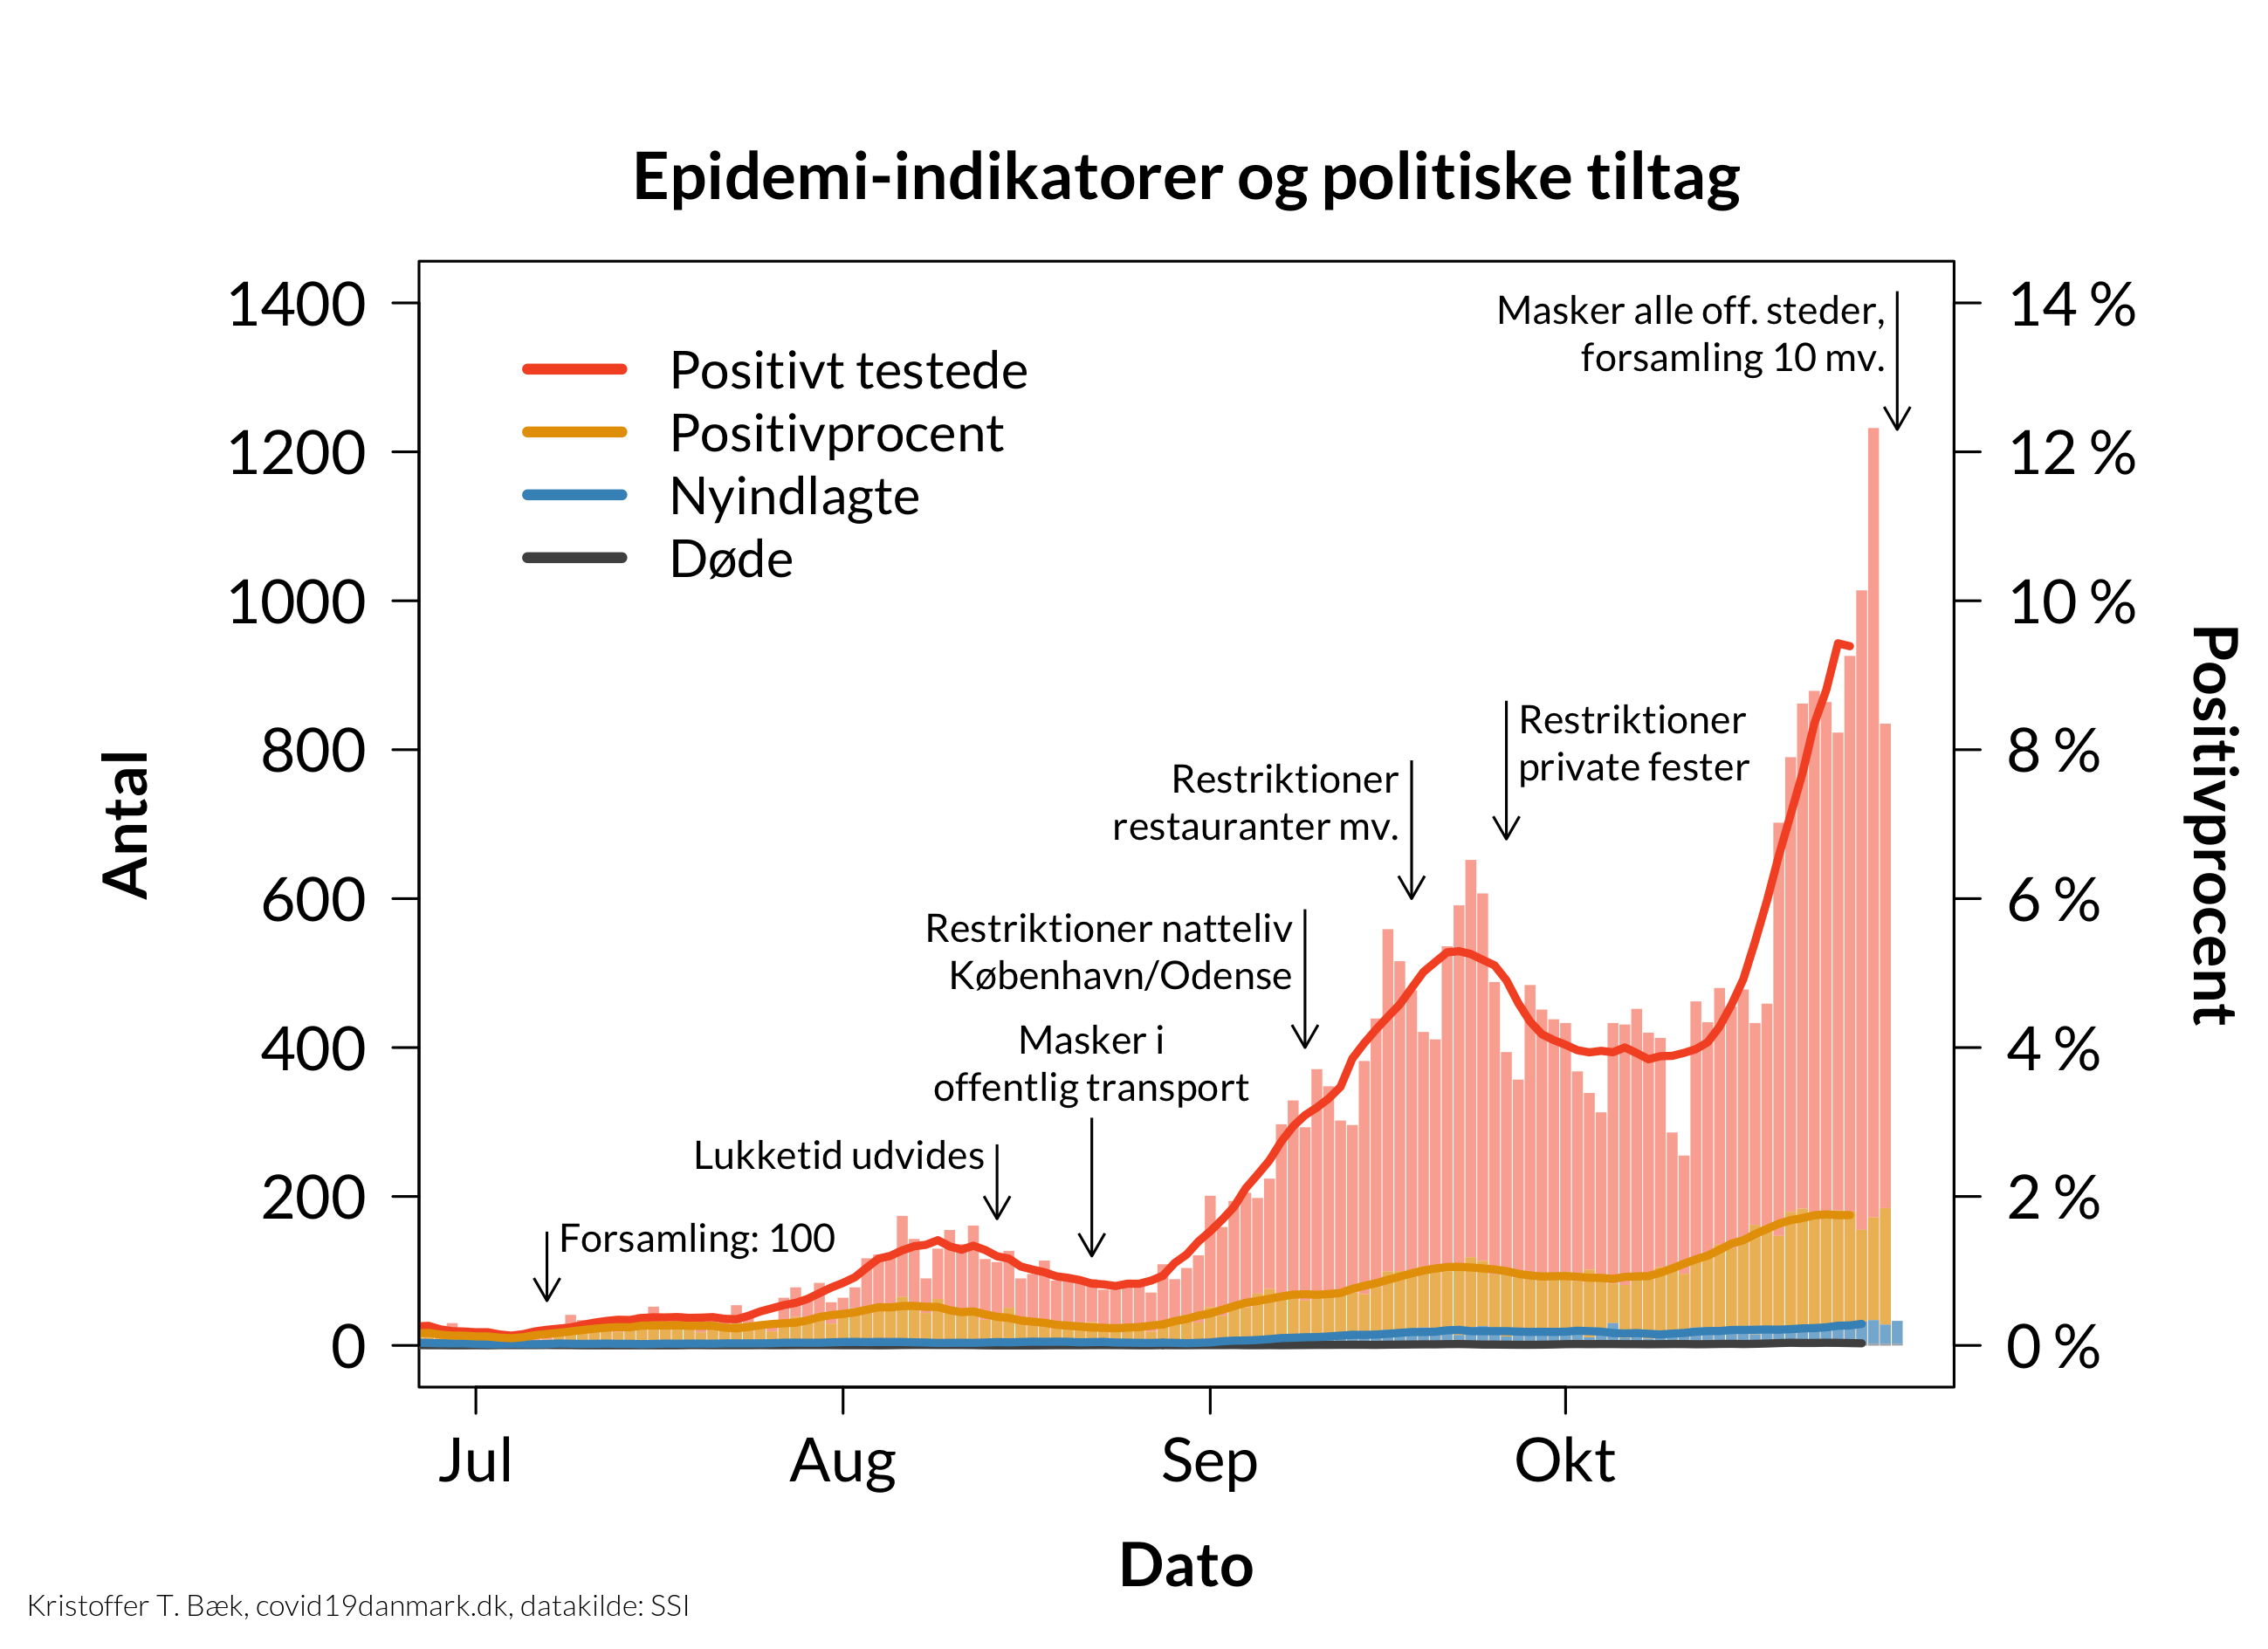 Epidemi-indikatorer og politiske tiltag
1400
1200
1000
800
600
400
200
0
Antal
14 %
12 %
10 %
8 %
6 %
4 %
2 %
0 %
Positivprocent
Positivt testede
Positivprocent
Nyindlagte
Døde
Masker alle off. steder,
forsamling 10 mv.
Restriktioner
private fester
Restriktioner
restauranter mv.
Restriktioner natteliv
København/Odense
Masker i
offentlig transport
Lukketid udvides
Forsamling: 100
Jul
Aug
Sep
Okt
Dato
Kristoffer T. Bæk, covid19danmark.dk, datakilde: SSI